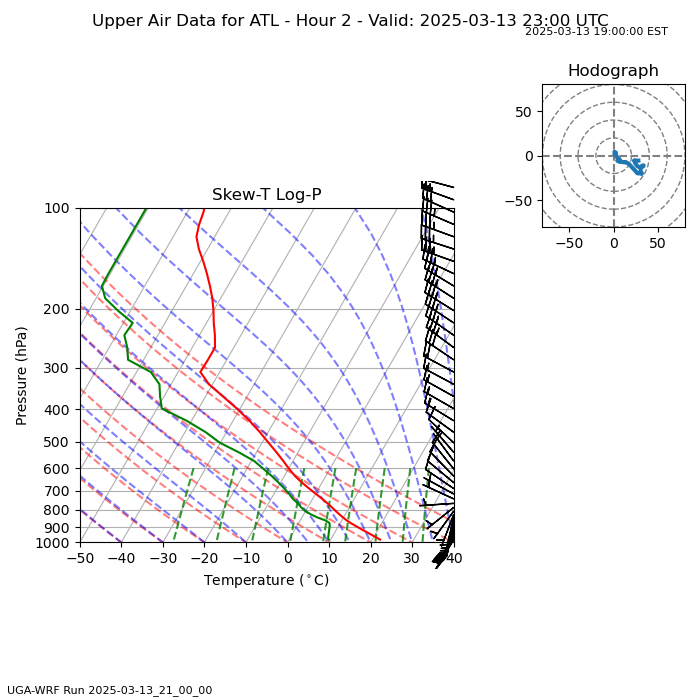 Upper Air Data for ATL - Hour 2 - Valid: 2025-03-13 23:00 UTC
2025-03-13 19:00:00 EST
Hodograph
50
0
−50
−50 0 50
Skew-T Log-P
100
200
300
400
500
600
700
800
900
1000
Pressure (hPa)
−50 −40 −30 −20 −10 0 10 20 30 40
Temperature (°C)
UGA-WRF Run 2025-03-13_21_00_00